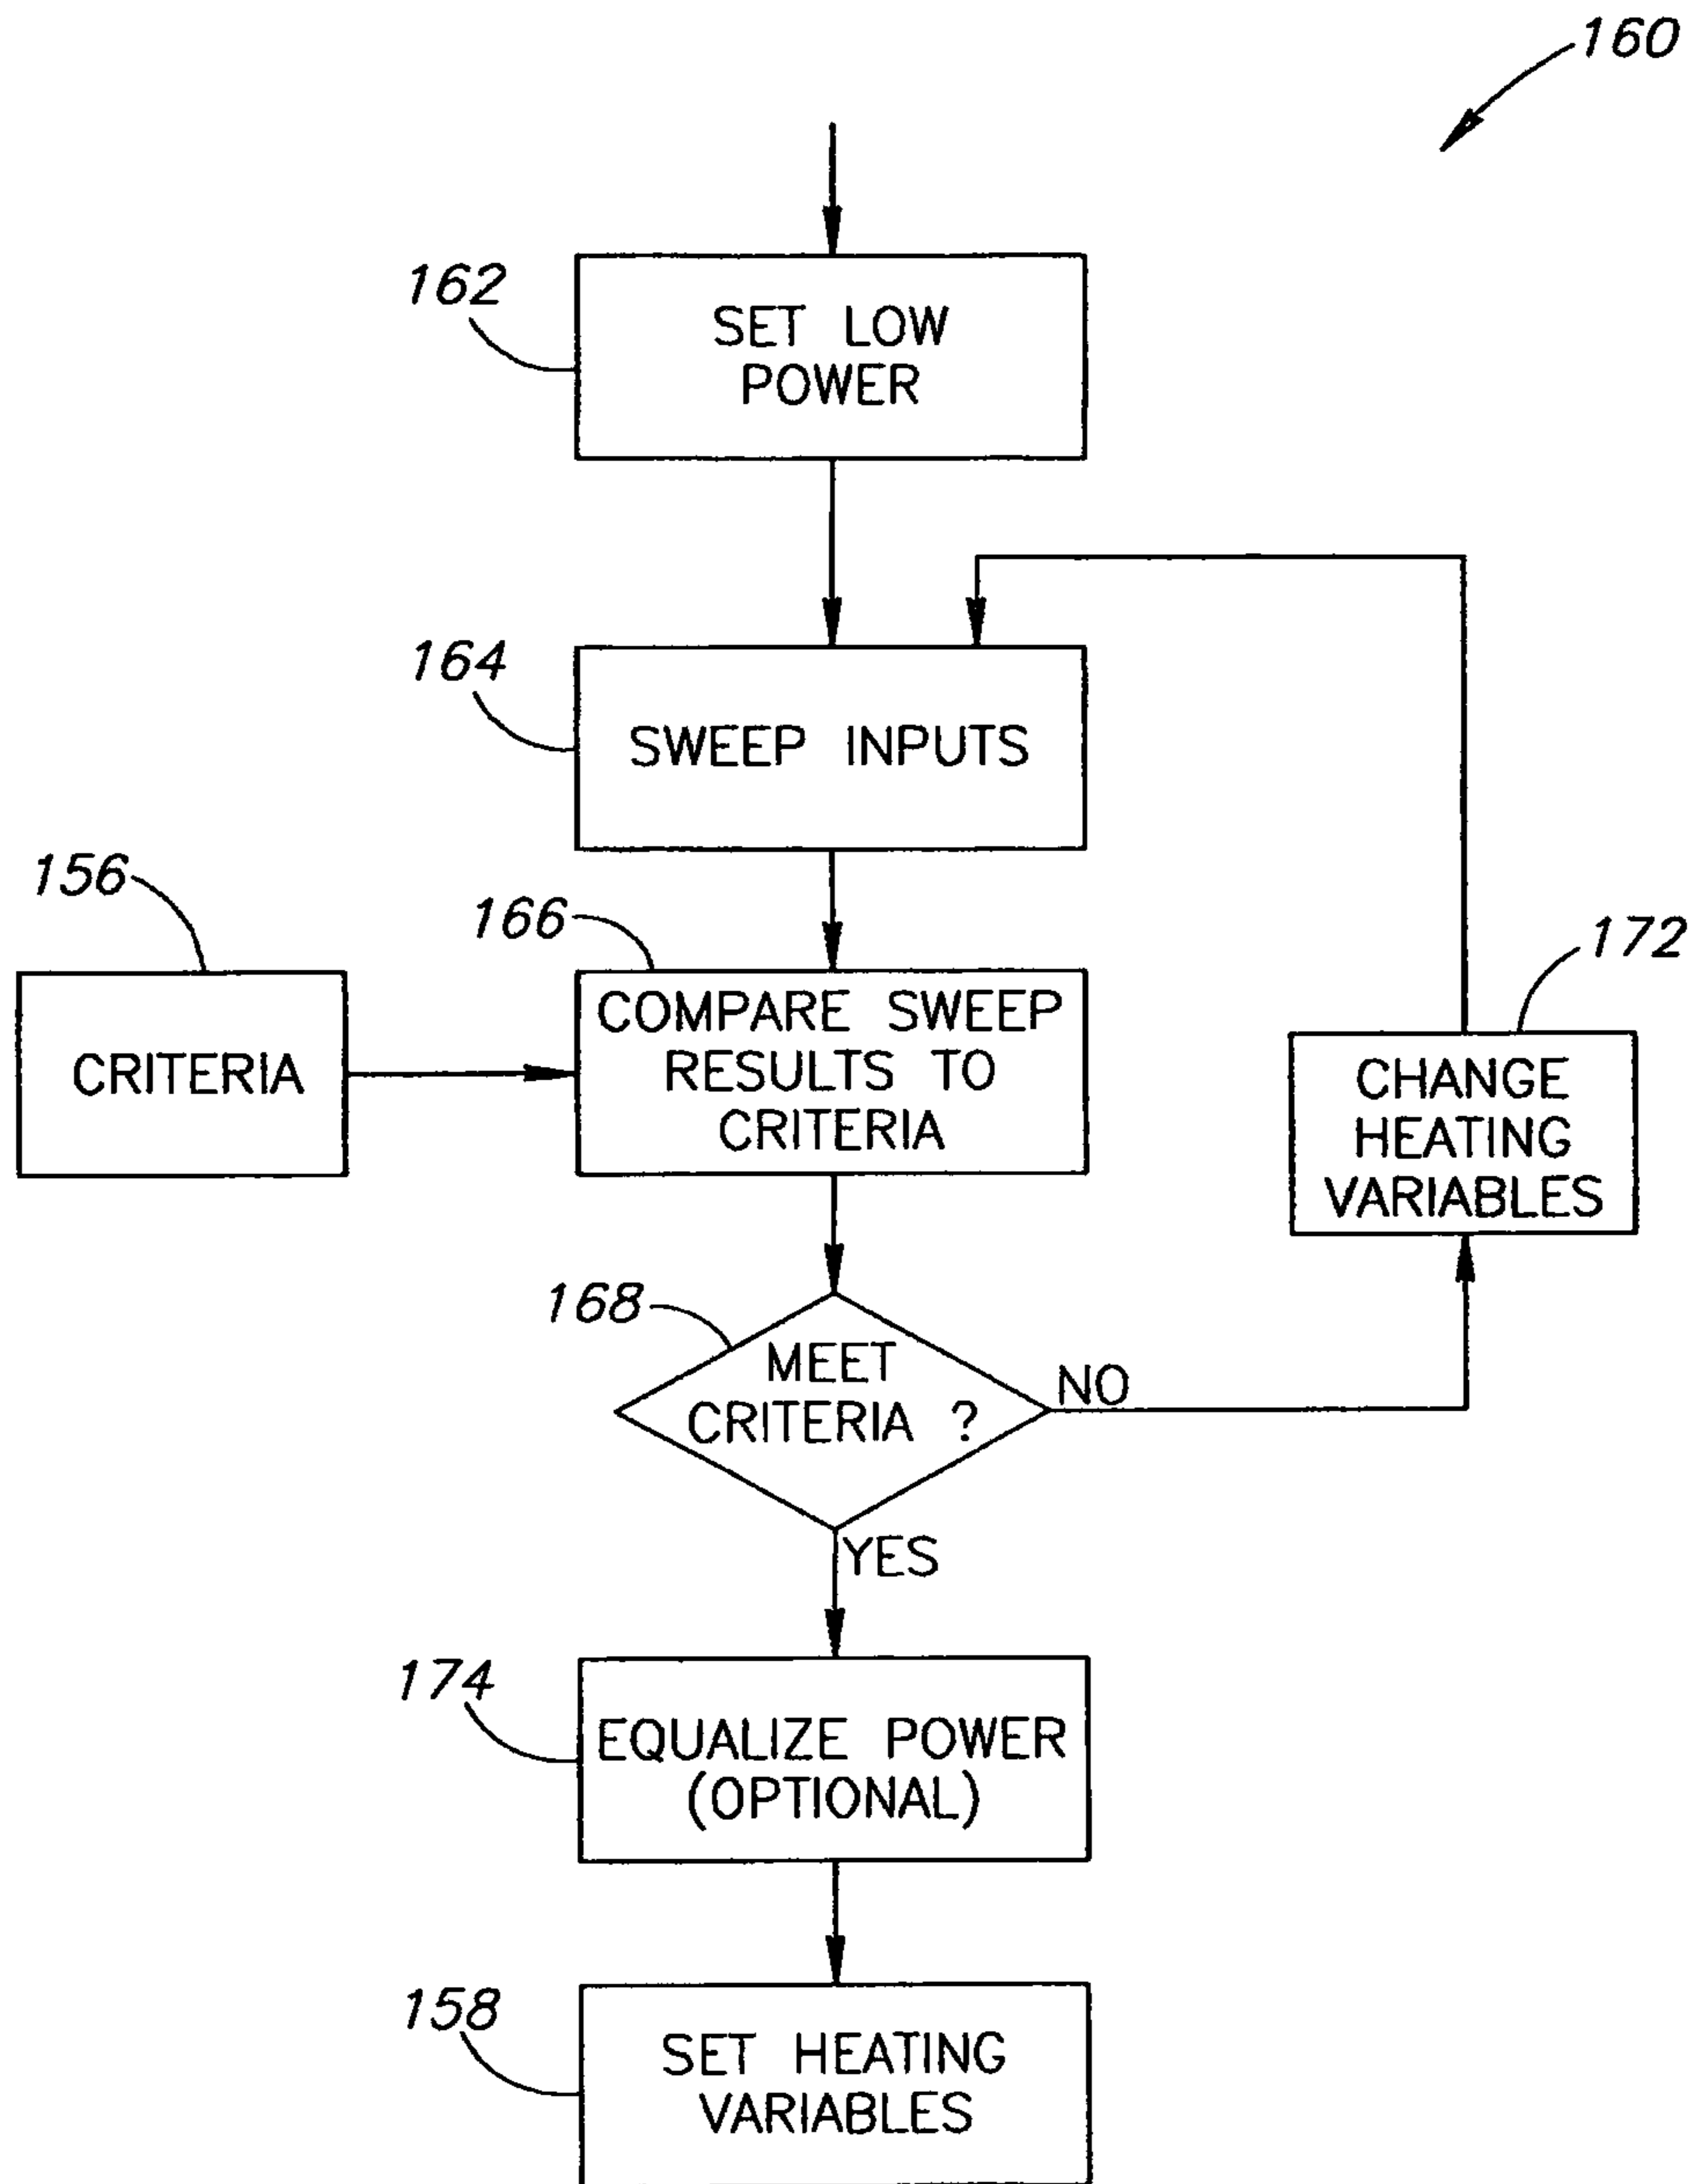 160
162
SET LOW
POWER
164
SWEEP INPUTS
156
166
172
CRITERIA
COMPARE SWEEP
RESULTS TO
CRITERIA
CHANGE
HEATING
VARIABLES
168
MEET
CRITERIA ?
NO
YES
174
EQUALIZE POWER
(OPTIONAL)
158
SET HEATING
VARIABLES